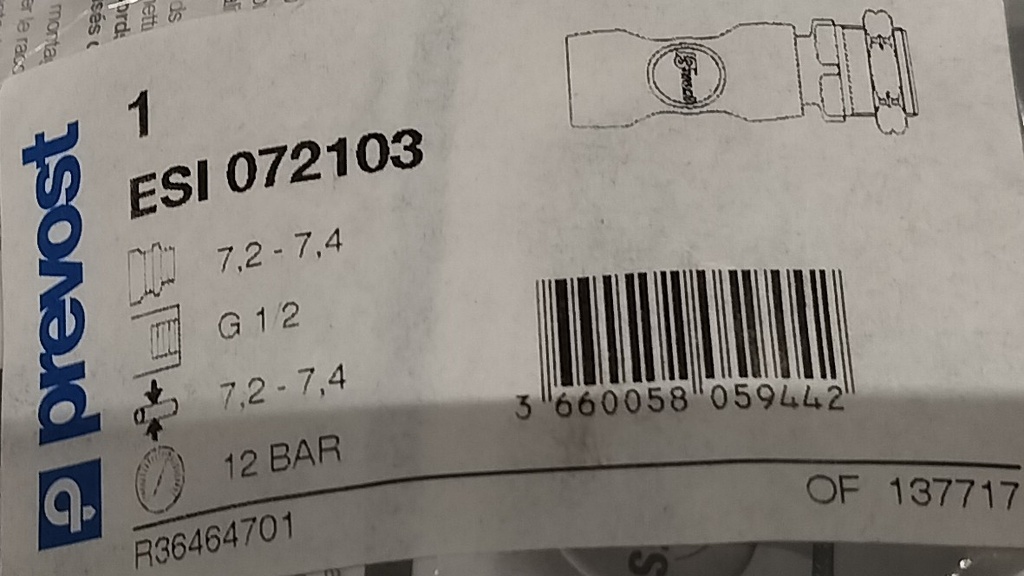 prevost
1
ESI 072103
7,2 - 7,4
G 1/2
7,2 - 7,4
12 BAR
3 660058 059442
OF 137717
R36464701